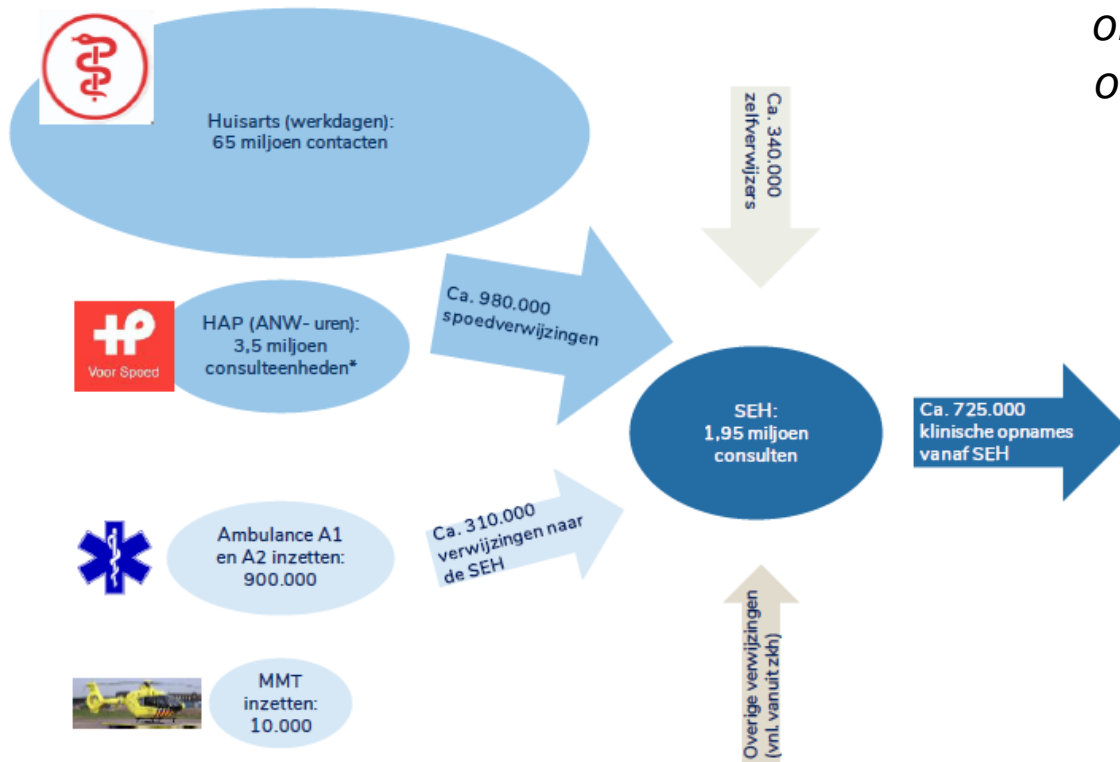 Huisarts (werkdagen):
65 miljoen contacten
Ca. 340.000
zelfverwijzers
Ca. 980.000
spoedverwijzingen
Voor Spoed
HAP (ANW- uren):
3,5 miljoen
consulteenheden*
SEH:
1,95 miljoen
consulten
Ca. 725.000
klinische opnames
vanaf SEH
Ambulance A1
en A2 inzetten:
900.000
Ca. 310.000
verwijzingen naar
de SEH
MMT
inzetten:
10.000
Overige verwijzingen
(vnl. vanuit zkh)